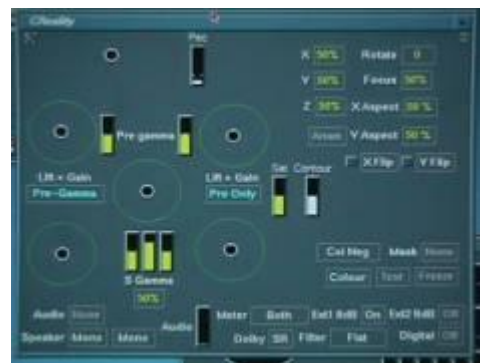 CReality
Pec
X 50% Rotate 0
Y 50% Focus 50%
Z 50% X Aspect 50 %
Y Aspect 50 %
X Flip Y Flip
Pre gamma
Lift + Gain
Pre-Gamma
Lift + Gain
Pre Only
Sat Contour
S Gamma
50%
Col Neg Mask None
Colour Text Freeze
Audio None
Speaker Mono Mono
Audio
Meter Both Ext1 8dB On Ext2 8dB Off
Dolby SR Filter Flat Digital Off